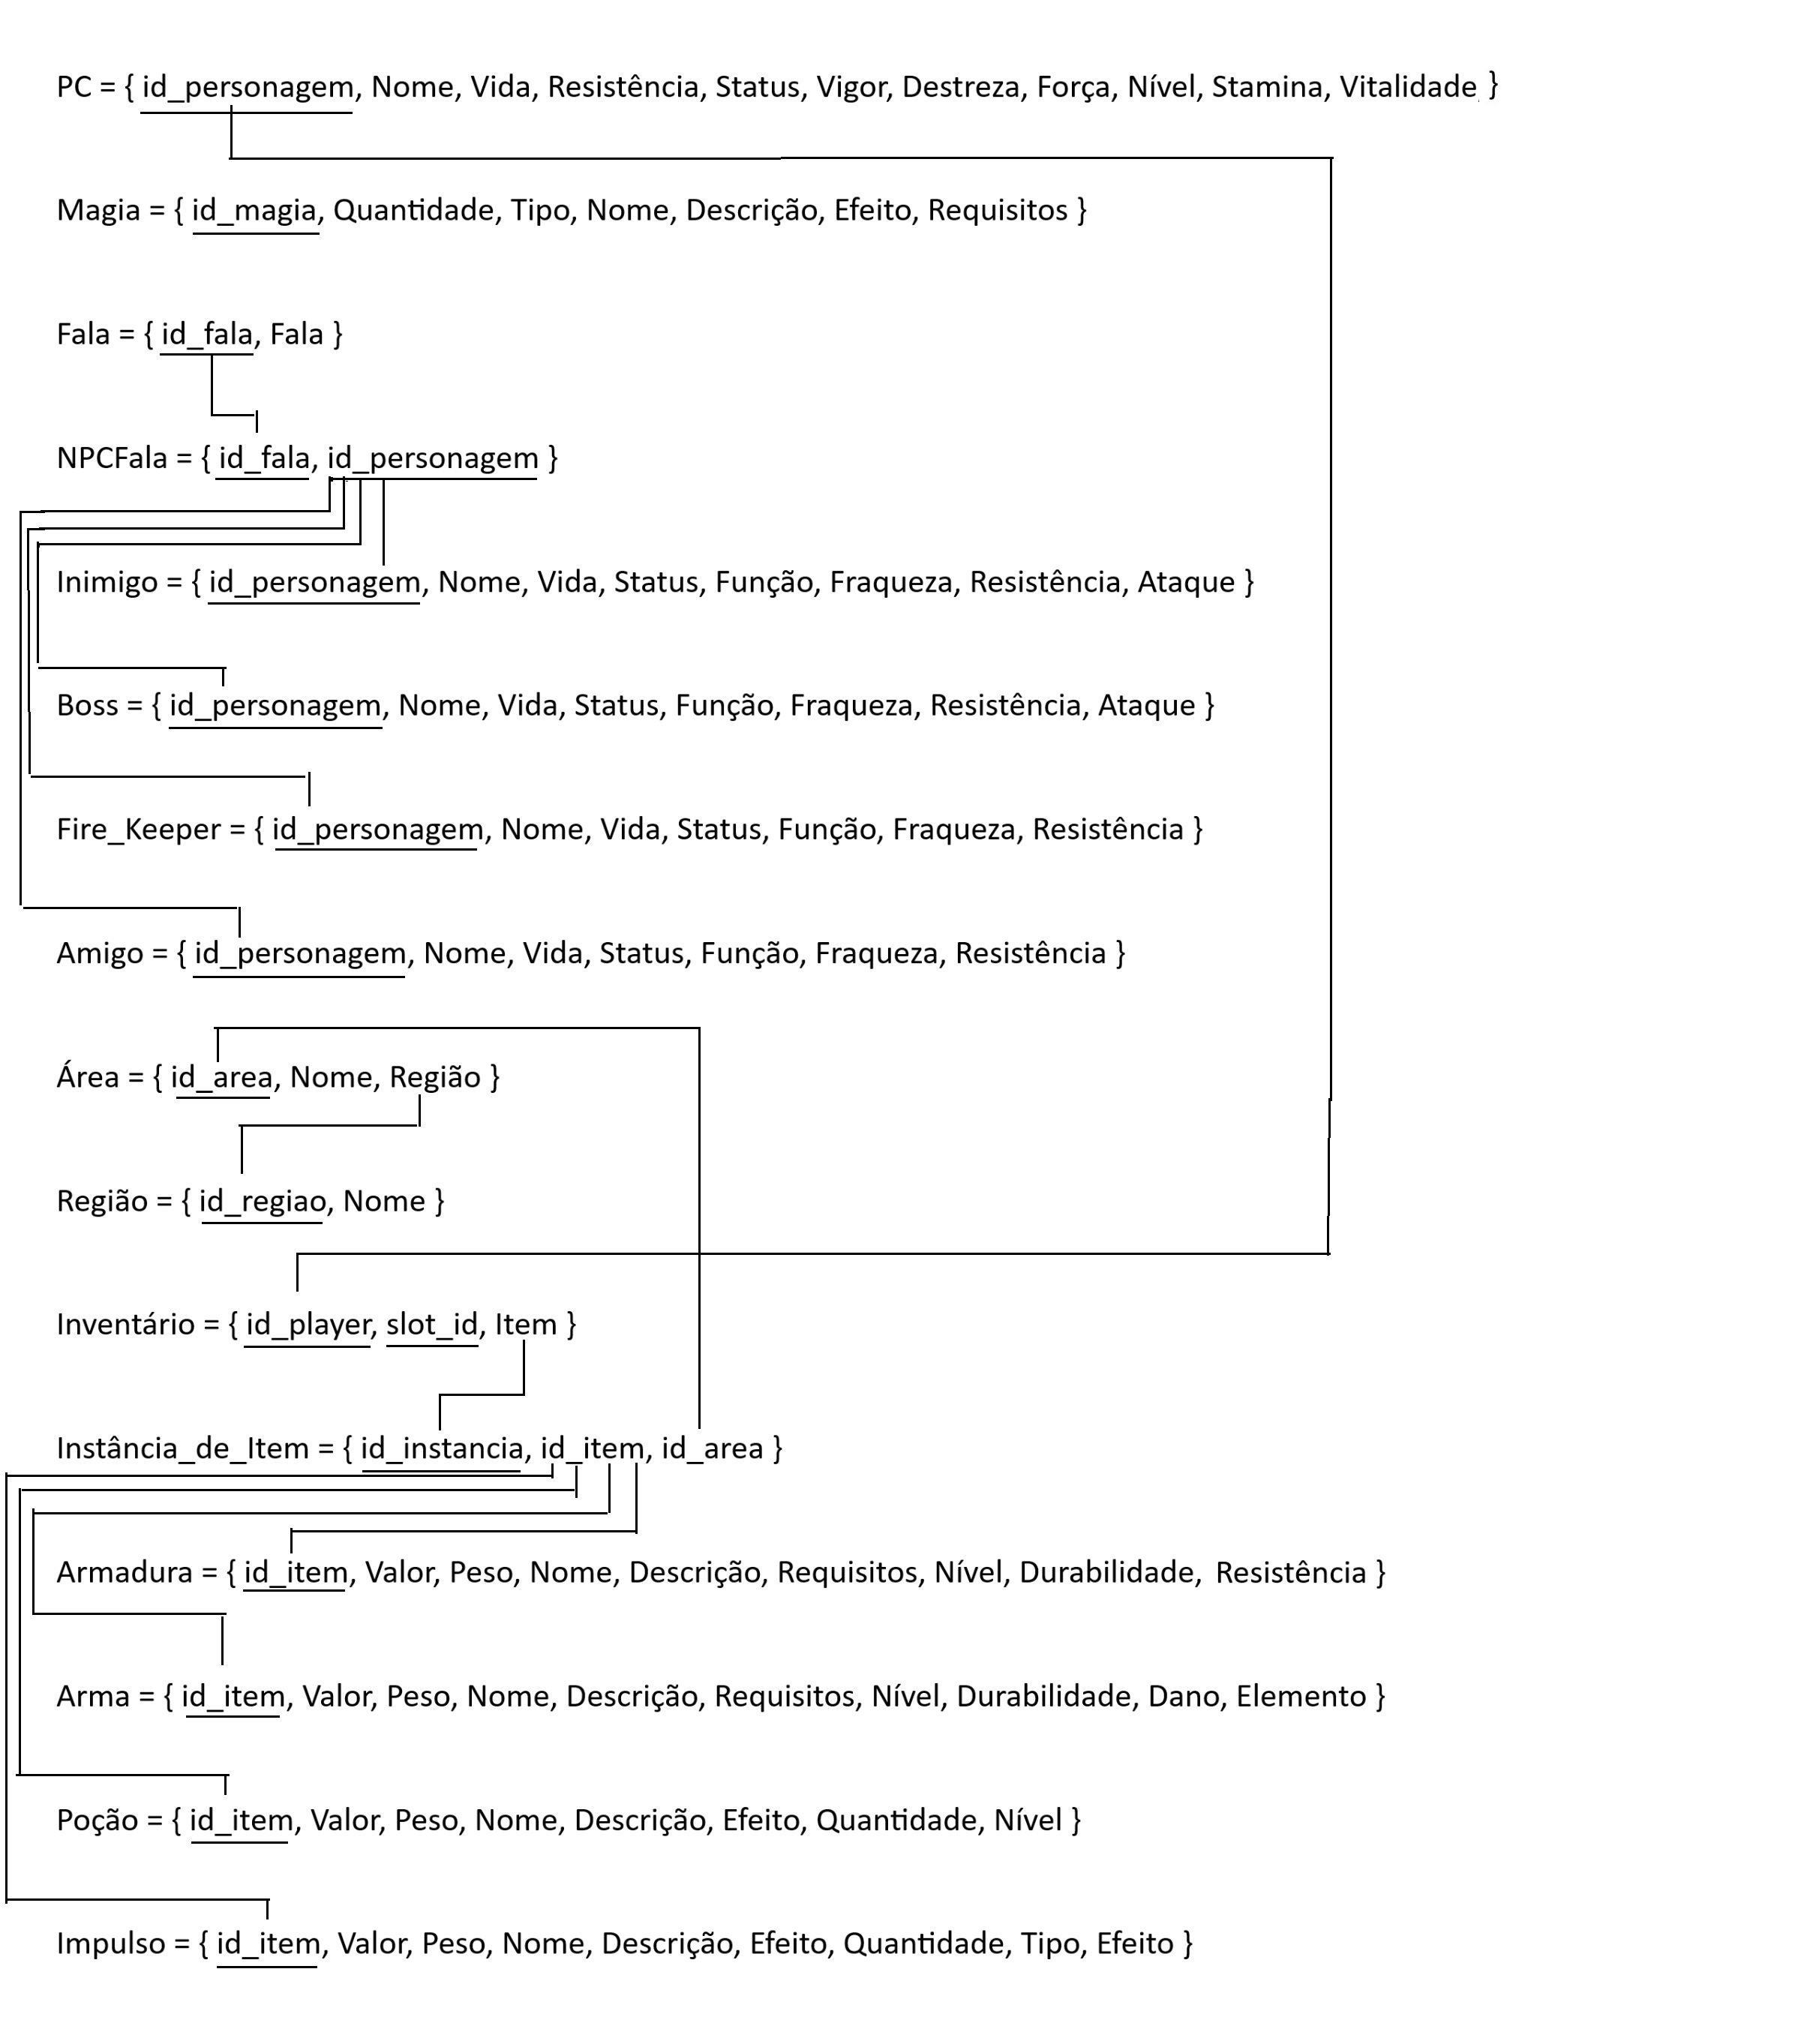 PC = { id_personagem, Nome, Vida, Resistência, Status, Vigor, Destreza, Força, Nível, Stamina, Vitalidade }
Magia = { id_magia, Quantidade, Tipo, Nome, Descrição, Efeito, Requisitos }
Fala = { id_fala, Fala }
NPCFala = { id_fala, id_personagem }
Inimigo = { id_personagem, Nome, Vida, Status, Função, Fraqueza, Resistência, Ataque }
Boss = { id_personagem, Nome, Vida, Status, Função, Fraqueza, Resistência, Ataque }
Fire_Keeper = { id_personagem, Nome, Vida, Status, Função, Fraqueza, Resistência }
Amigo = { id_personagem, Nome, Vida, Status, Função, Fraqueza, Resistência }
Área = { id_area, Nome, Região }
Região = { id_regiao, Nome }
Inventário = { id_player, slot_id, Item }
Instância_de_Item = { id_instancia, id_item, id_area }
Armadura = { id_item, Valor, Peso, Nome, Descrição, Requisitos, Nível, Durabilidade, Resistência }
Arma = { id_item, Valor, Peso, Nome, Descrição, Requisitos, Nível, Durabilidade, Dano, Elemento }
Poção = { id_item, Valor, Peso, Nome, Descrição, Efeito, Quantidade, Nível }
Impulso = { id_item, Valor, Peso, Nome, Descrição, Efeito, Quantidade, Tipo, Efeito }